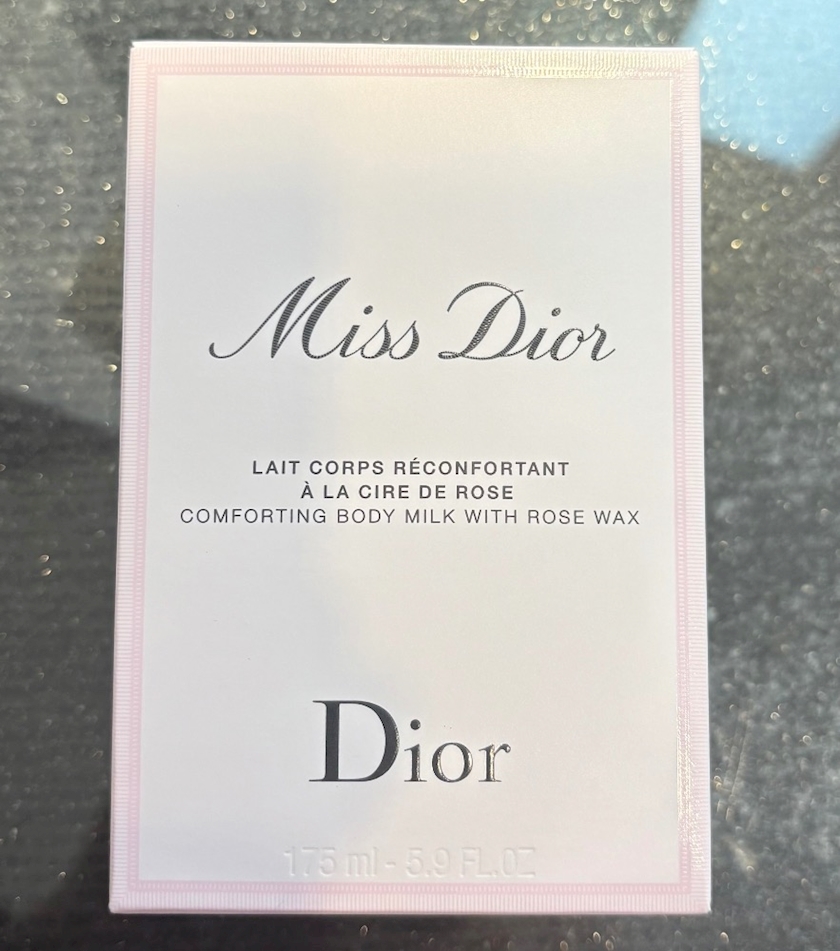 Miss Dior
LAIT CORPS RÉCONFORTANT
À LA CIRE DE ROSE
COMFORTING BODY MILK WITH ROSE WAX
Dior
175 ml - 5.9 FL.OZ